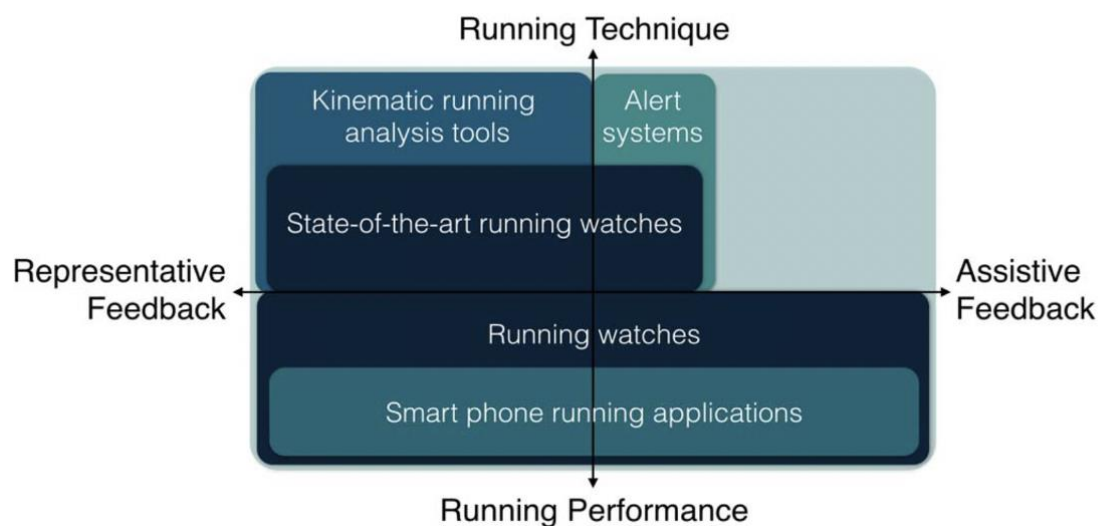 Running Technique
Kinematic running
analysis tools
Alert
systems
State-of-the-art running watches
Representative
Feedback
Assistive
Feedback
Running watches
Smart phone running applications
Running Performance